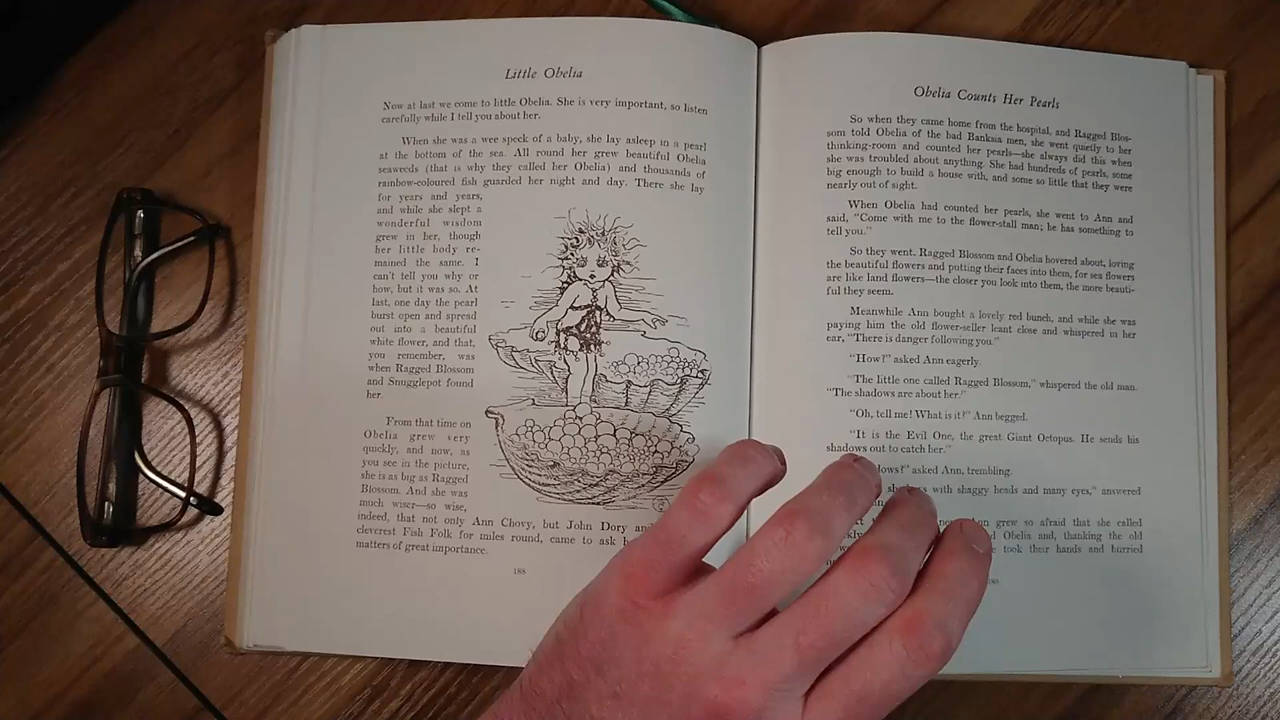 Little Obelia
Now at last we come to little Obelia. She is very important, so listen
carefully while I tell you about her.
When she was a wee speck of a baby, she lay asleep in a pearl
at the bottom of the sea. All round her grew beautiful Obelia
seaweeds (that is why they called her Obelia) and thousands of
rainbow-coloured fish guarded her night and day. There she lay
for years and years,
and while she slept a
wonderful wisdom
grew in her, though
her little body re-
mained the same. I
can't tell you why or
how, but it was so. At
last, one day the pearl
burst open and spread
out into a beautiful
white flower, and that,
you remember, was
when Ragged Blossom
and Snugglepot found
her.
From that time on
Obelia grew very
quickly, and now, as
you see in the picture,
she is as big as Ragged
Blossom. And she was
much wiser—so wise,
indeed, that not only Ann Chovy, but John Dory and
cleverest Fish Folk for miles round, came to ask
matters of great importance.
188
Obelia Counts Her Pearls
So when they came home from the hospital, and Ragged Blos-
som told Obelia of the bad Banksia men, she went quietly to her
thinking-room and counted her pearls—she always did this when
she was troubled about anything. She had hundreds of pearls, some
big enough to build a house with, and some so little that they were
nearly out of sight.
When Obelia had counted her pearls, she went to Ann and
said, "Come with me to the flower-stall man; he has something to
tell you."
So they went. Ragged Blossom and Obelia hovered about, loving
the beautiful flowers and putting their faces into them, for sea flowers
are like land flowers—the closer you look into them, the more beauti-
ful they seem.
Meanwhile Ann bought a lovely red bunch, and while she was
paying him the old flower-seller leant close and whispered in her
ear, "There is danger following you."
"How?" asked Ann eagerly.
"The little one called Ragged Blossom," whispered the old man.
"The shadows are about her."
"Oh, tell me! What is it?" Ann begged.
"It is the Evil One, the great Giant Octopus. He sends his
shadows out to catch her."
asked Ann, trembling.
with shaggy heads and many eyes," answered
Ann grew so afraid that she called
Obelia and, thanking the old
took their hands and hurried